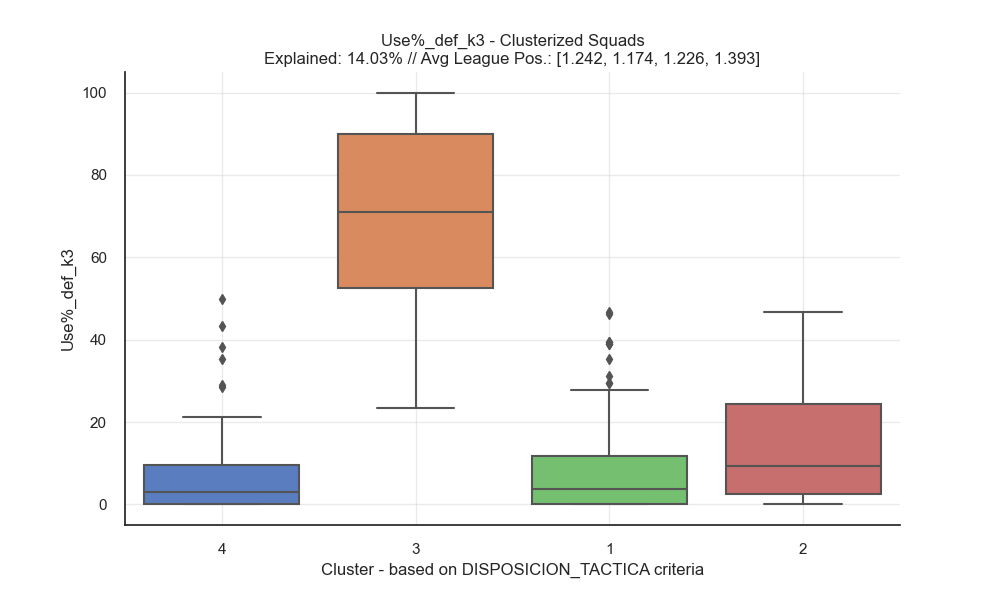 Use%_def_k3 - Clusterized Squads
Explained: 14.03% // Avg League Pos.: [1.242, 1.174, 1.226, 1.393]
Use%_def_k3
100
80
60
40
20
0
4 3 1 2
Cluster - based on DISPOSICION_TACTICA criteria